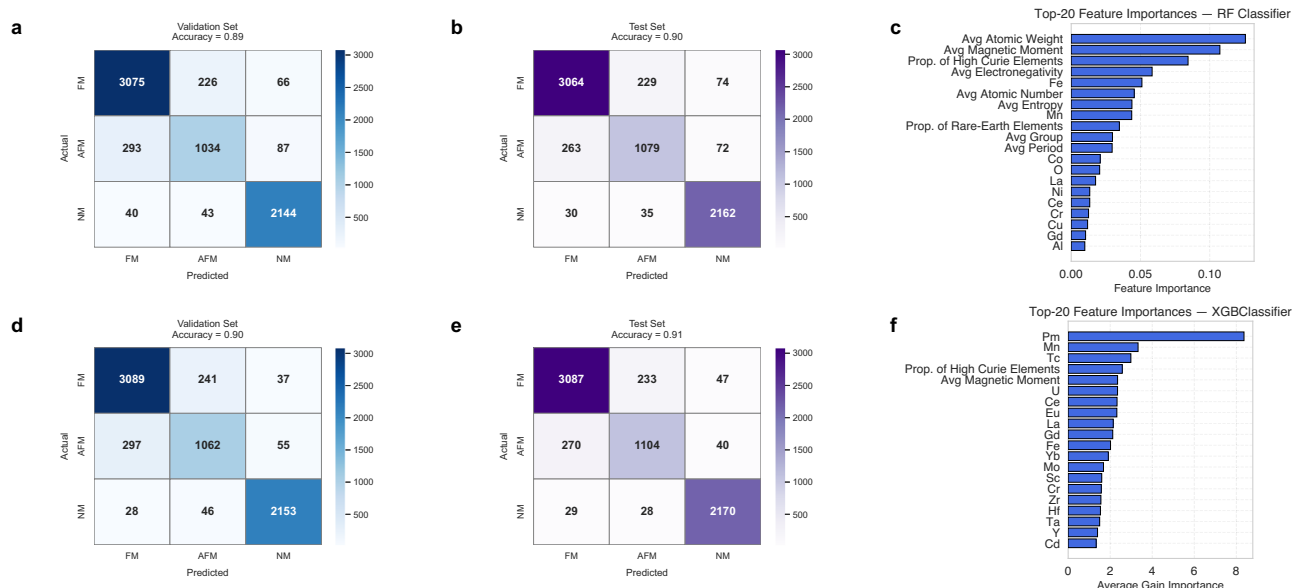 a
Validation Set
Accuracy = 0.89
FM
AFM
NM
Actual
3075 226 66
293 1034 87
40 43 2144
FM AFM NM
Predicted
3000
2500
2000
1500
1000
500
b
Test Set
Accuracy = 0.90
FM
AFM
NM
Actual
3064 229 74
263 1079 72
30 35 2162
FM AFM NM
Predicted
3000
2500
2000
1500
1000
500
c
Top-20 Feature Importances — RF Classifier
Avg Atomic Weight
Avg Magnetic Moment
Prop. of High Curie Elements
Avg Electronegativity
Fe
Avg Atomic Number
Avg Entropy
Mn
Prop. of Rare-Earth Elements
Avg Group
Avg Period
Co
O
La
Ni
Ce
Cr
Cu
Gd
Al
0.00 0.05 0.10
Feature Importance
d
Validation Set
Accuracy = 0.90
FM
AFM
NM
Actual
3089 241 37
297 1062 55
28 46 2153
FM AFM NM
Predicted
3000
2500
2000
1500
1000
500
e
Test Set
Accuracy = 0.91
FM
AFM
NM
Actual
3087 233 47
270 1104 40
29 28 2170
FM AFM NM
Predicted
3000
2500
2000
1500
1000
500
f
Top-20 Feature Importances — XGBClassifier
Pm
Mn
Tc
Prop. of High Curie Elements
Avg Magnetic Moment
U
Ce
Eu
La
Gd
Fe
Yb
Mo
Sc
Cr
Zr
Hf
Ta
Y
Cd
0 2 4 6 8
Average Gain Importance